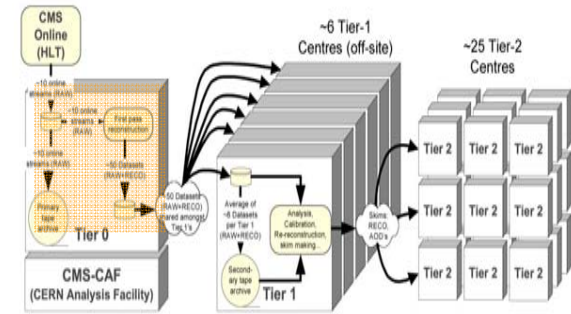 CMS
Online
(HLT)
~10 online
streams (RAW)
~10 online
streams
(RAW)
First pass
reconstruction
~10 online
streams (RAW)
~50 Datasets
(RAW+RECO)
Primary
tape
archive
Tier 0
CMS-CAF
(CERN Analysis Facility)
~50 Datasets
(RAW+RECO)
shared amongst
Tier 1's
~6 Tier-1
Centres (off-site)
Average of
~8 Datasets
per Tier 1
(RAW+RECO)
Analysis,
Calibration,
Re-reconstruction,
skim making...
Second-
ary tape
archive
Tier 1
Skims:
RECO,
AOD's
~25 Tier-2
Centres
Tier 2
Tier 2
Tier 2
Tier 2
Tier 2
Tier 2
Tier 2
Tier 2
Tier 2